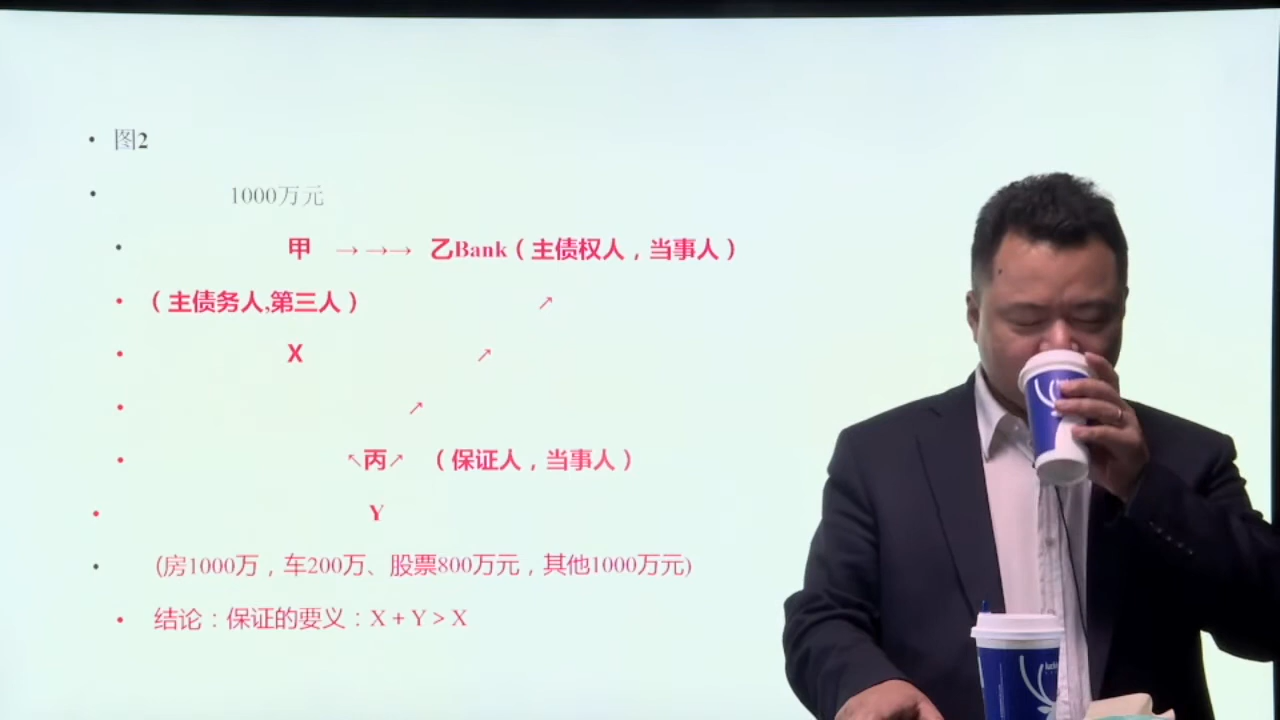 • 图2
• 1000万元
• 甲 → →→ 乙Bank（主债权人，当事人）
• （主债务人,第三人） ↗
• X ↗
• ↗
• ↖丙↗ （保证人，当事人）
• Y
• (房1000万，车200万、股票800万元，其他1000万元)
• 结论：保证的要义：X + Y > X